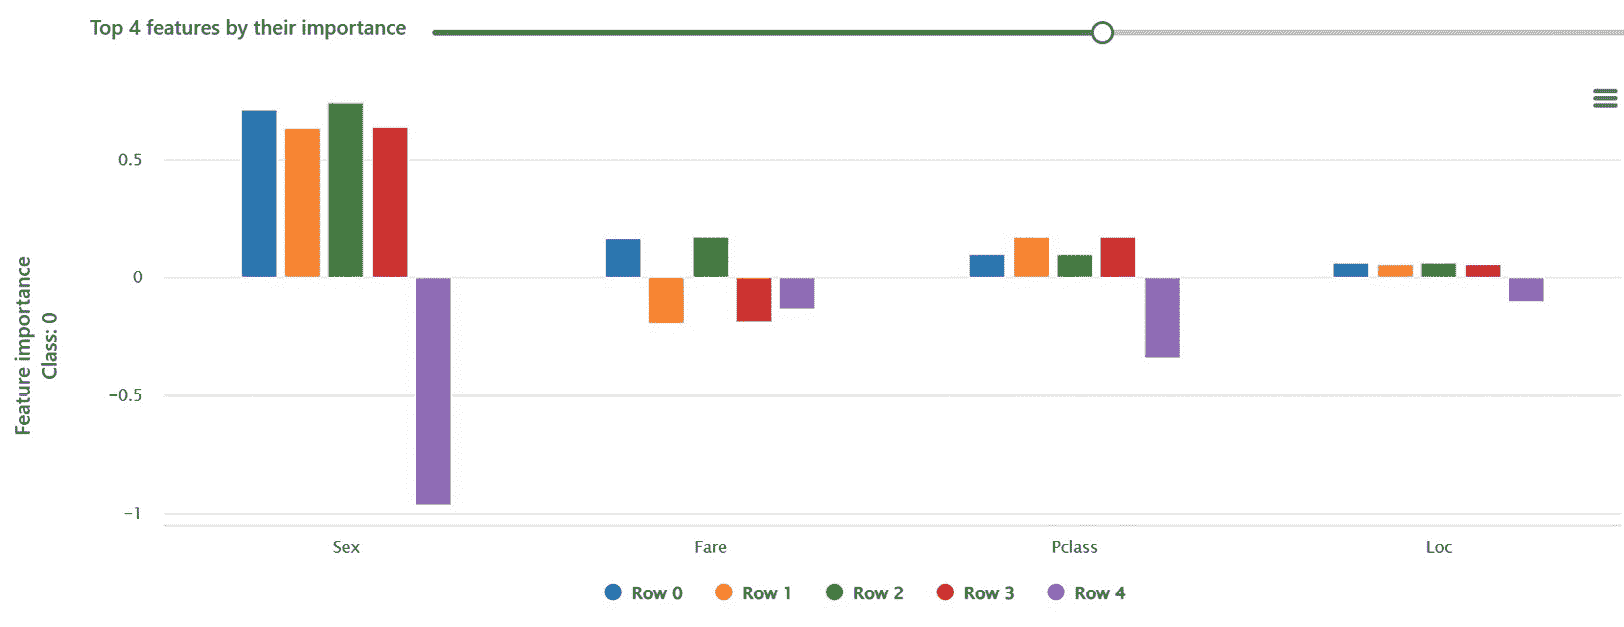 Top 4 features by their importance
0.5
0
−0.5
−1
Feature importance
Class: 0
Sex Fare Pclass Loc
Row 0 Row 1 Row 2 Row 3 Row 4